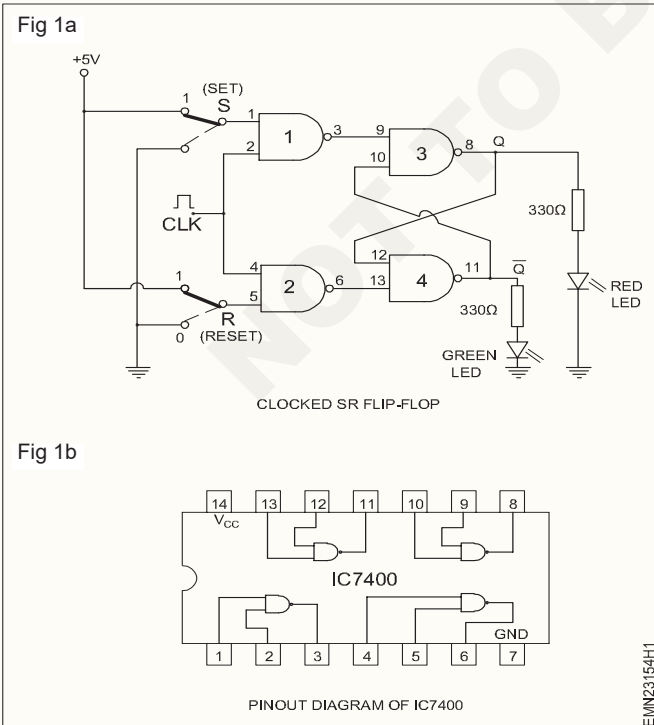 Fig 1a
+5V
(SET)
1 S 1
1 3 9
2
10 3 8 Q
CLK
330Ω
4 12
1 2 6 13 4 11 Q̅
5
R
0 (RESET)
330Ω
RED
LED
GREEN
LED
CLOCKED SR FLIP-FLOP
Fig 1b
14 13 12 11 10 9 8
VCC
IC7400
GND
1 2 3 4 5 6 7
PINOUT DIAGRAM OF IC7400
EMN23154H1
NOT TO B